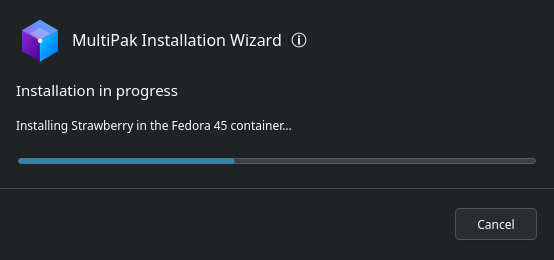 MultiPak Installation Wizard
Installation in progress
Installing Strawberry in the Fedora 45 container...
Cancel